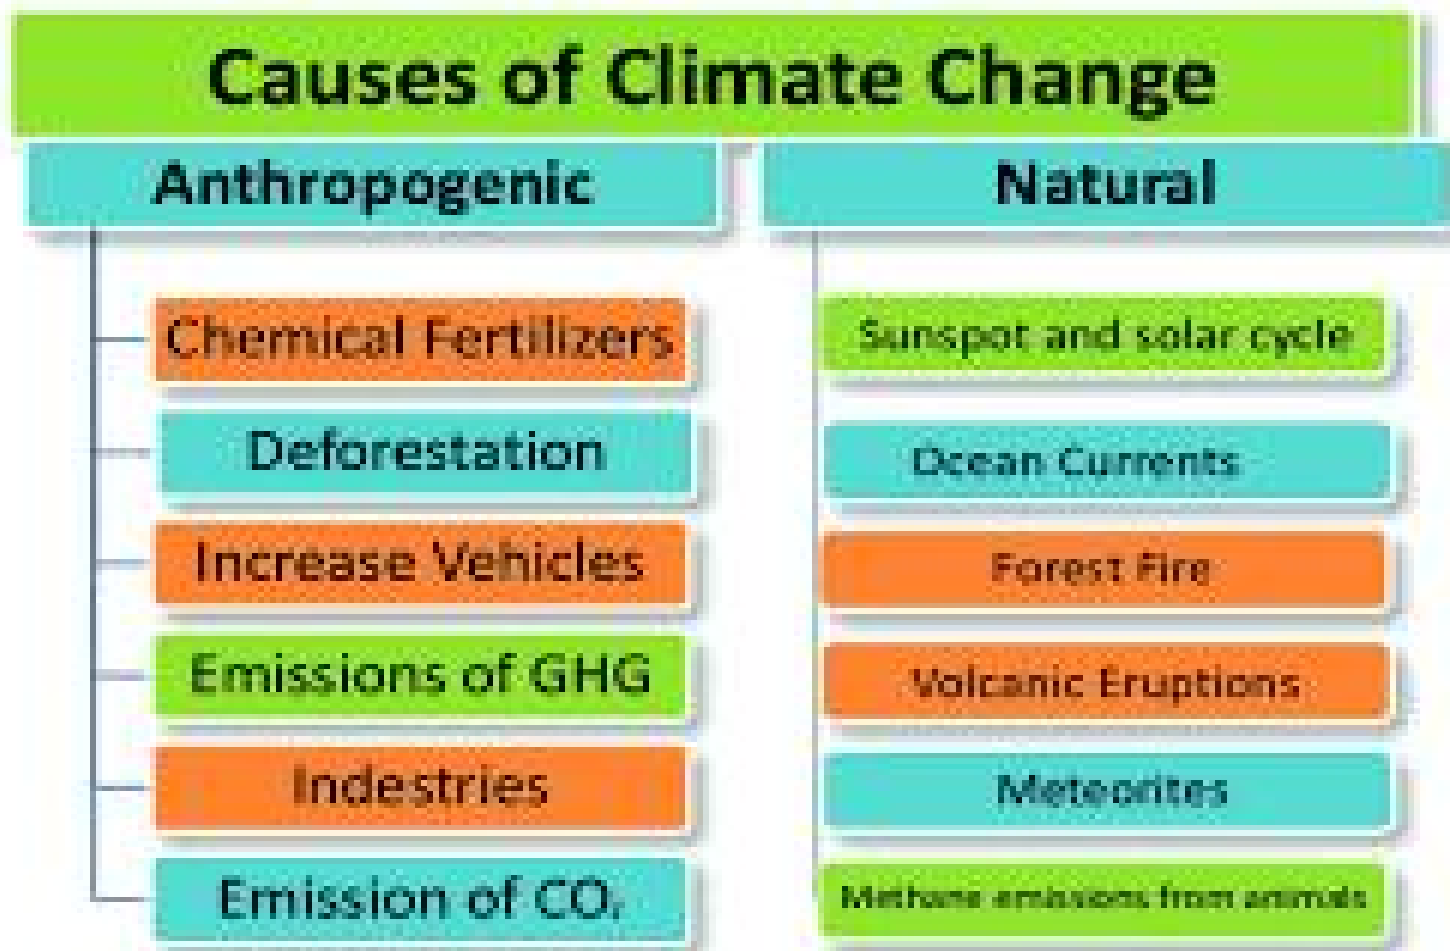 Causes of Climate Change
Anthropogenic
Chemical Fertilizers
Deforestation
Increase Vehicles
Emissions of GHG
Indestries
Emission of CO₂
Natural
Sunspot and solar cycle
Ocean Currents
Forest Fire
Volcanic Eruptions
Meteorites
Methane emissions from animals